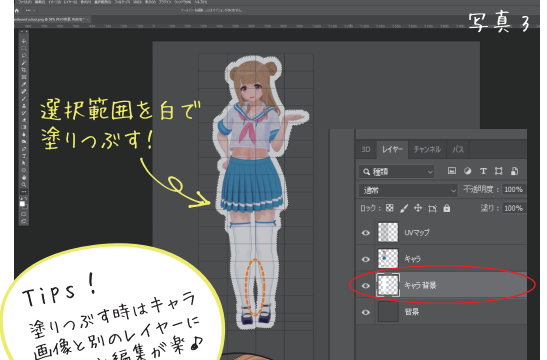 写真3
選択範囲を白で
塗りつぶす!
3D レイヤー チャンネル パス
種類
通常 不透明度: 100%
ロック: 塗り: 100%
UVマップ
キャラ
キャラ背景
背景
Tips!
塗りつぶす時はキャラ
画像と別のレイヤーに
編集が楽♪